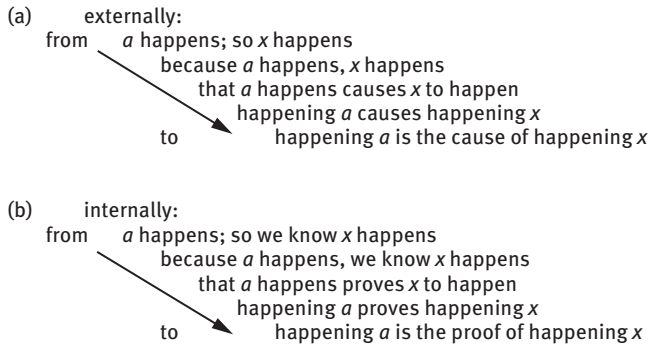 (a) externally:
from a happens; so x happens
because a happens, x happens
that a happens causes x to happen
happening a causes happening x
to happening a is the cause of happening x
(b) internally:
from a happens; so we know x happens
because a happens, we know x happens
that a happens proves x to happen
happening a proves happening x
to happening a is the proof of happening x